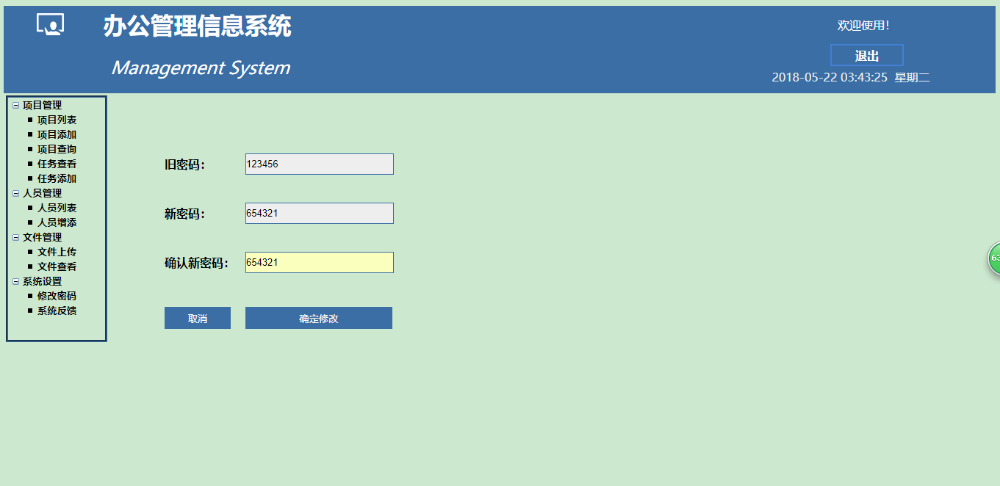 办公管理信息系统
Management System
欢迎使用!
退出
2018-05-22 03:43:25 星期二
项目管理
项目列表
项目添加
项目查询
任务查看
任务添加
人员管理
人员列表
人员增添
文件管理
文件上传
文件查看
系统设置
修改密码
系统反馈
旧密码: 123456
新密码: 654321
确认新密码: 654321
取消 确定修改